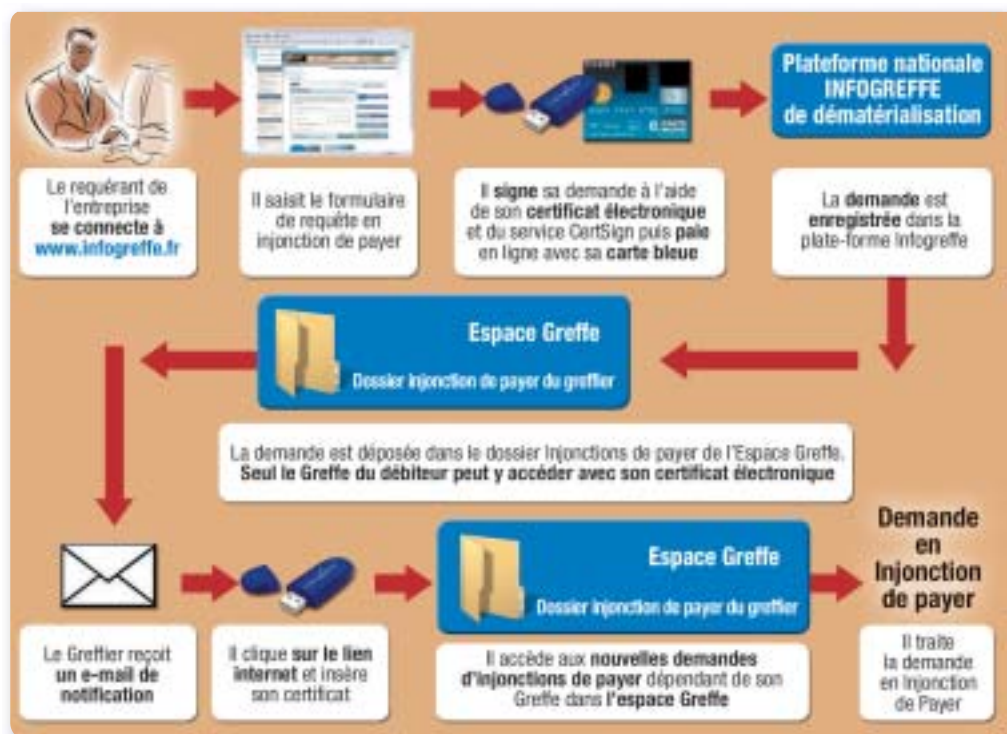 Plateforme nationale
INFOGREFFE
de dématérialisation
Le requérant de
l'entreprise
se connecte à
www.infogreffe.fr
Il saisit le formulaire
de requête en
injonction de payer
Il signe sa demande à l'aide
de son certificat électronique
et du service CertSign puis paie
en ligne avec sa carte bleue
La demande est
enregistrée dans la
plate-forme Infogreffe
Espace Greffe
Dossier injonction de payer du greffier
La demande est déposée dans le dossier Injonctions de payer de l'Espace Greffe.
Seul le Greffe du débiteur peut y accéder avec son certificat électronique
Espace Greffe
Dossier injonction de payer du greffier
Demande
en
Injonction
de payer
Le Greffier reçoit
un e-mail de
notification
Il clique sur le lien
internet et insère
son certificat
Il accède aux nouvelles demandes
d'injonctions de payer dépendant de son
Greffe dans l'espace Greffe
Il traite
la demande
en Injonction
de Payer